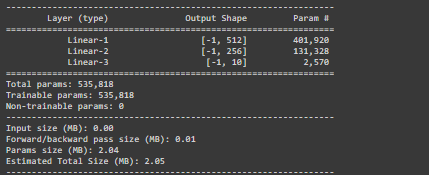 ----------------------------------------------------------------
        Layer (type)               Output Shape         Param #
================================================================
            Linear-1                  [-1, 512]         401,920
            Linear-2                  [-1, 256]         131,328
            Linear-3                   [-1, 10]           2,570
================================================================
Total params: 535,818
Trainable params: 535,818
Non-trainable params: 0
----------------------------------------------------------------
Input size (MB): 0.00
Forward/backward pass size (MB): 0.01
Params size (MB): 2.04
Estimated Total Size (MB): 2.05
----------------------------------------------------------------